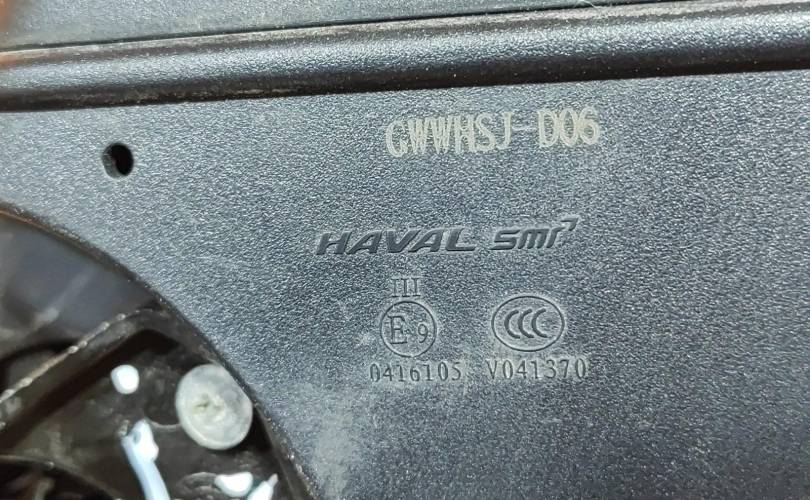 GWWHSJ-D06
HAVAL smr
III
E 9
CCC
0416105 V041370